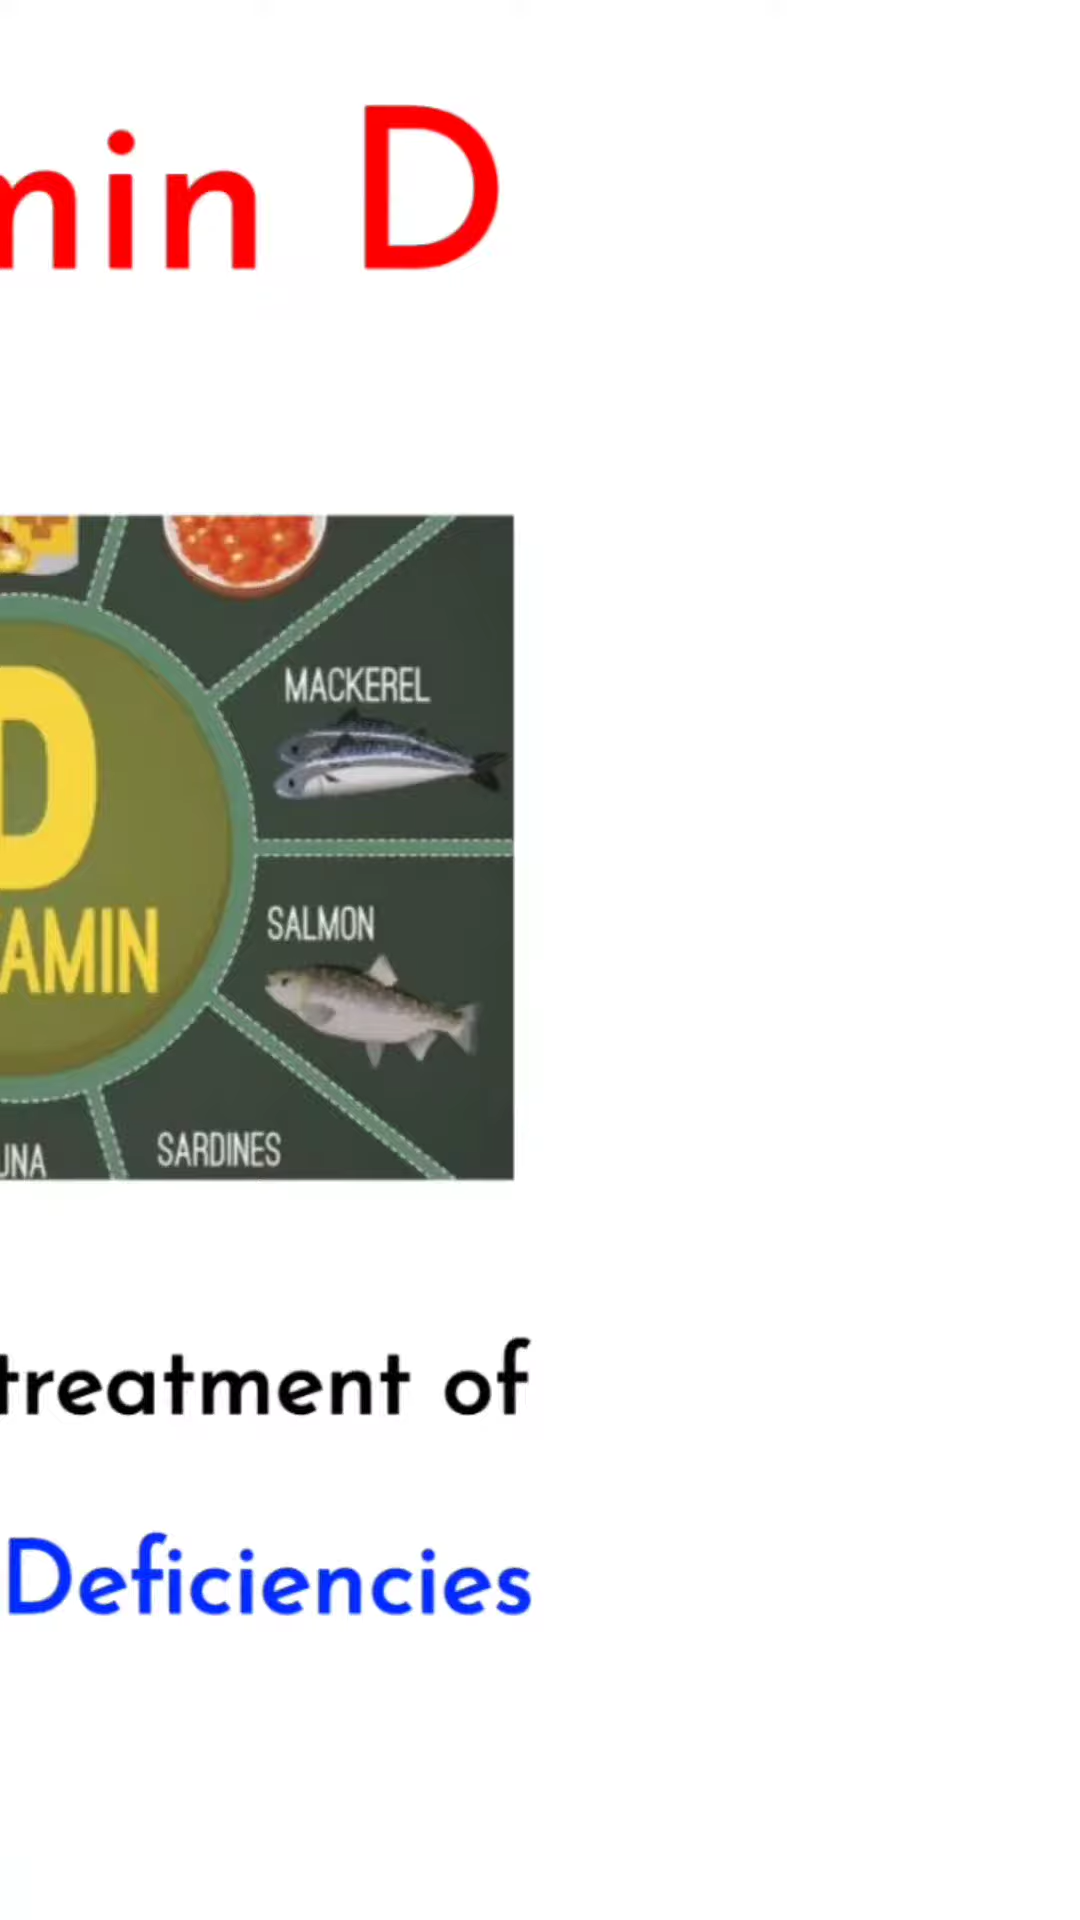 min D
MACKEREL
D
AMIN
SALMON
SARDINES
UNA
treatment of
Deficiencies